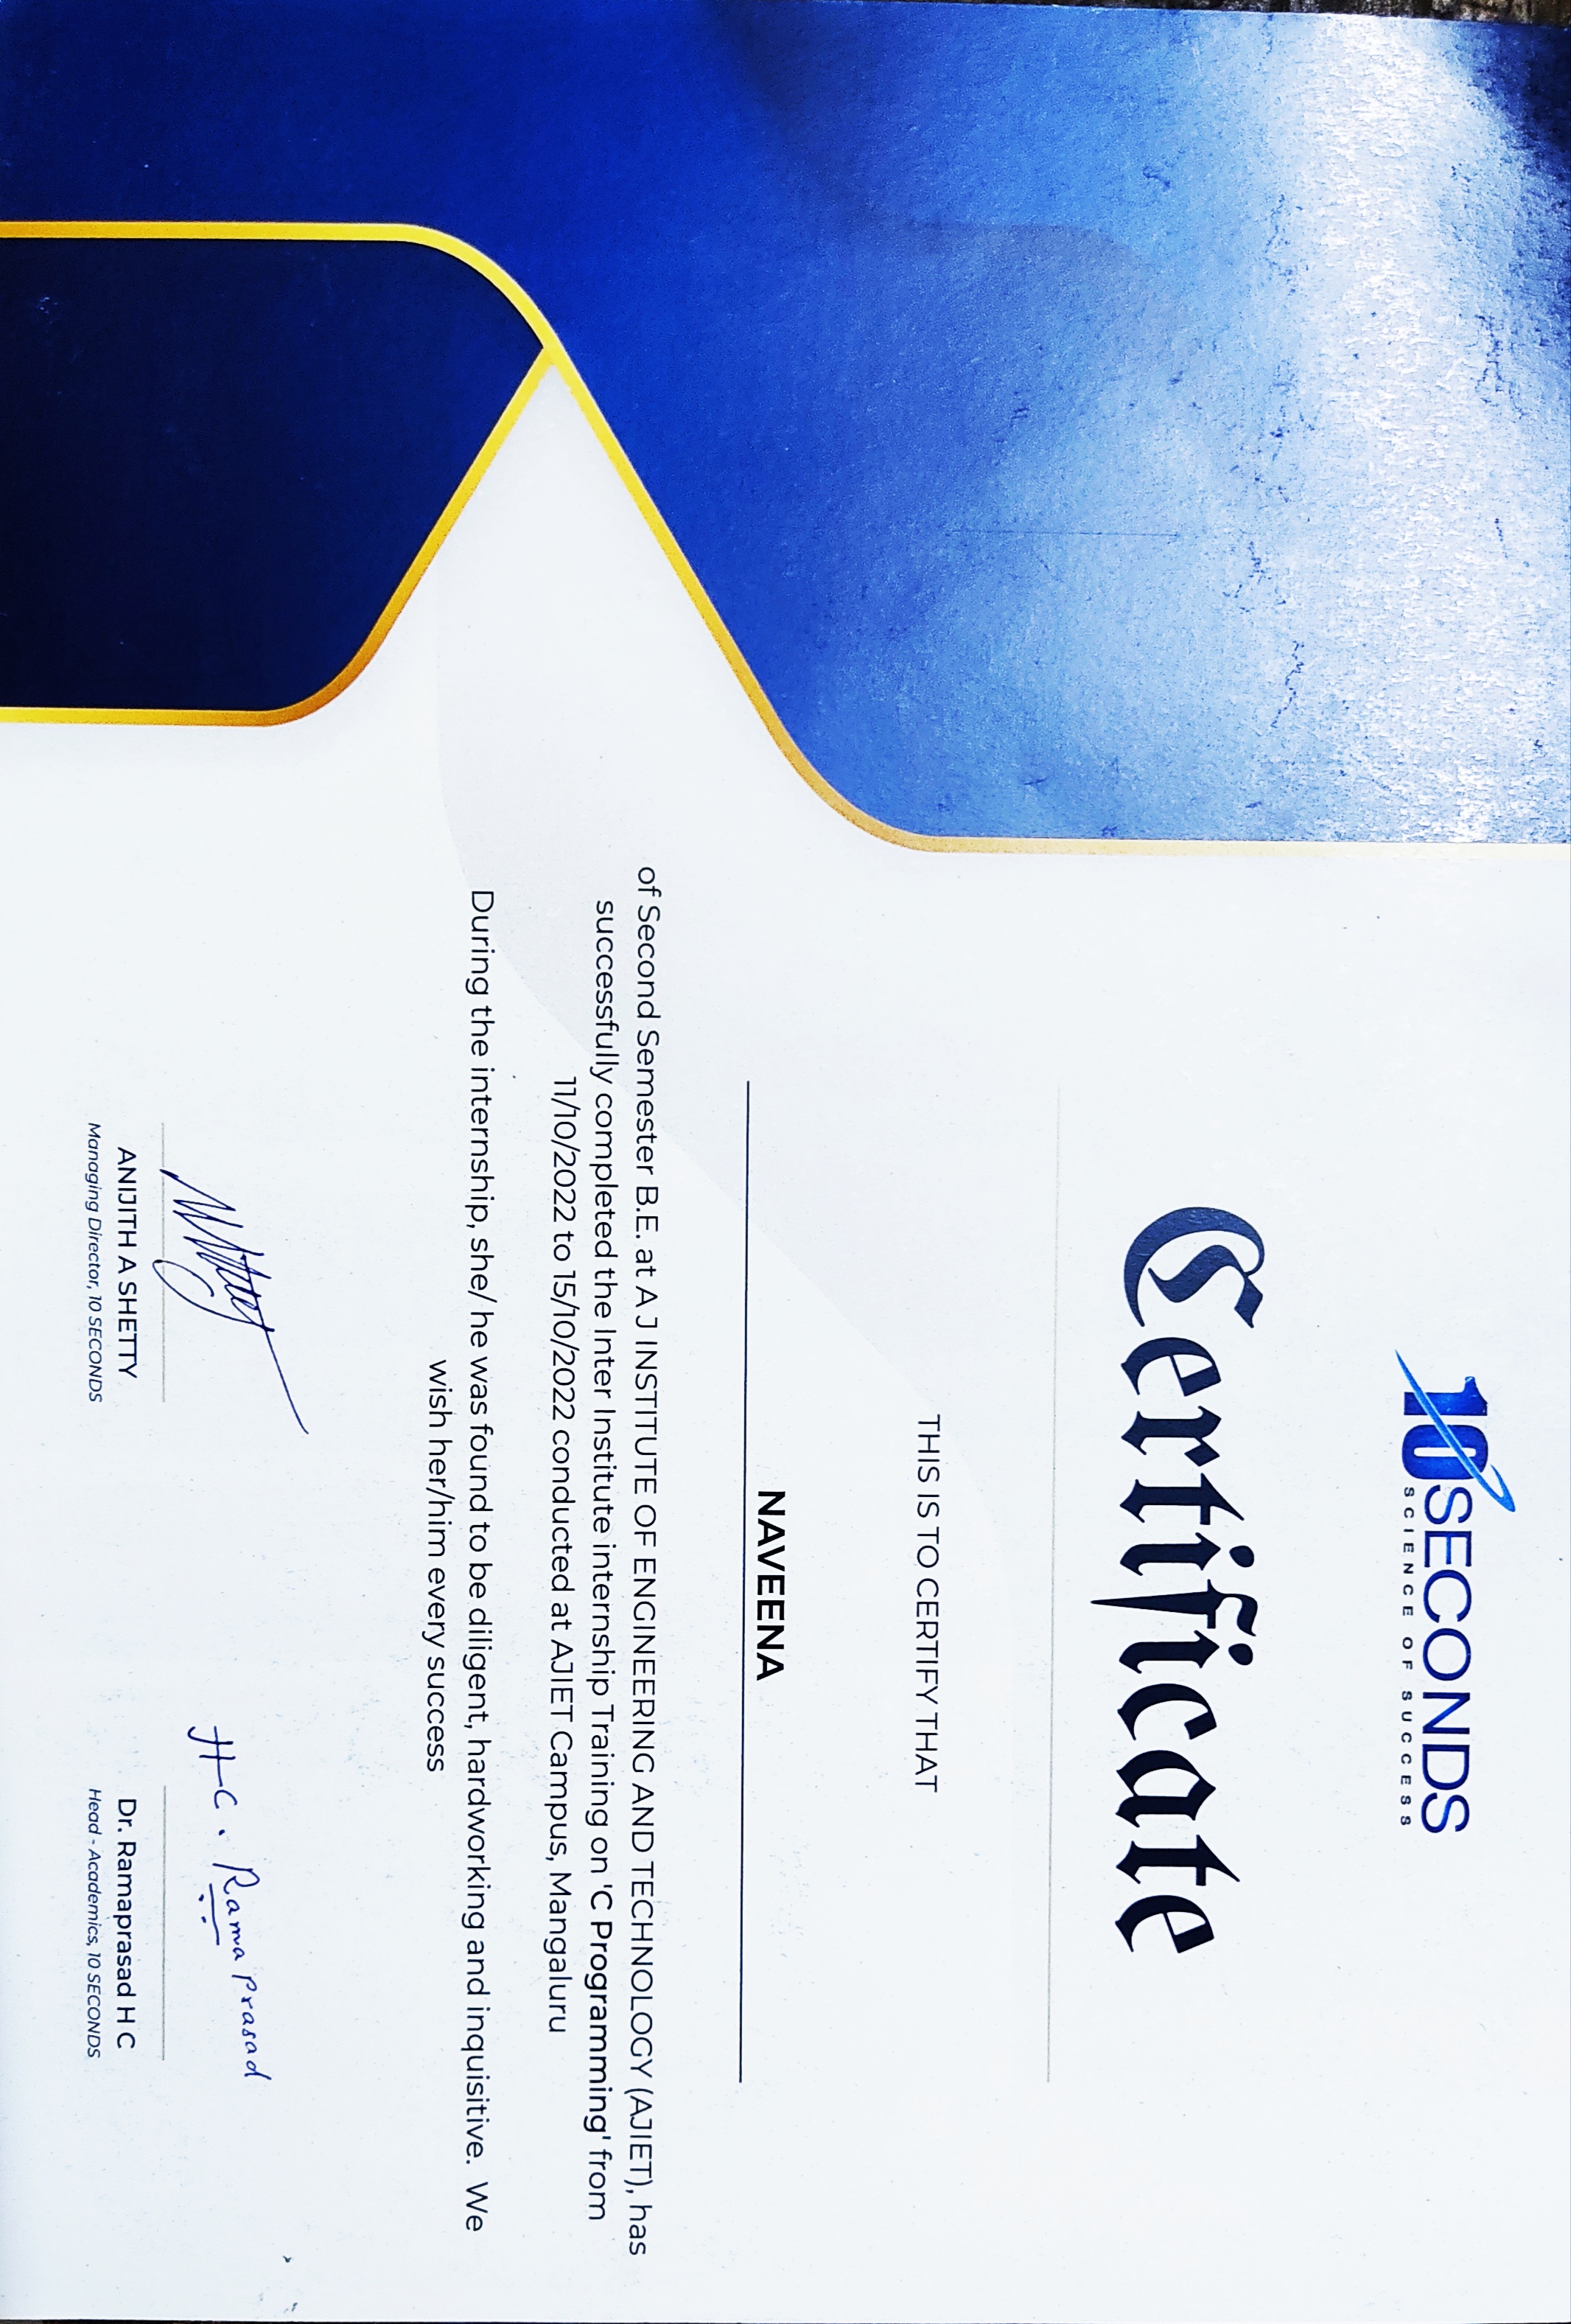 10 SECONDS
SCIENCE OF SUCCESS
Certificate
THIS IS TO CERTIFY THAT
NAVEENA
of Second Semester B.E. at A J INSTITUTE OF ENGINEERING AND TECHNOLOGY (AJIET), has
successfully completed the Inter Institute internship Training on 'C Programming' from
11/10/2022 to 15/10/2022 conducted at AJIET Campus, Mangaluru
During the internship, she/ he was found to be diligent, hardworking and inquisitive. We
wish her/him every success
H C . Rama Prasad
ANIJITH A SHETTY
Managing Director, 10 SECONDS
Dr. Ramaprasad H C
Head - Academics, 10 SECONDS